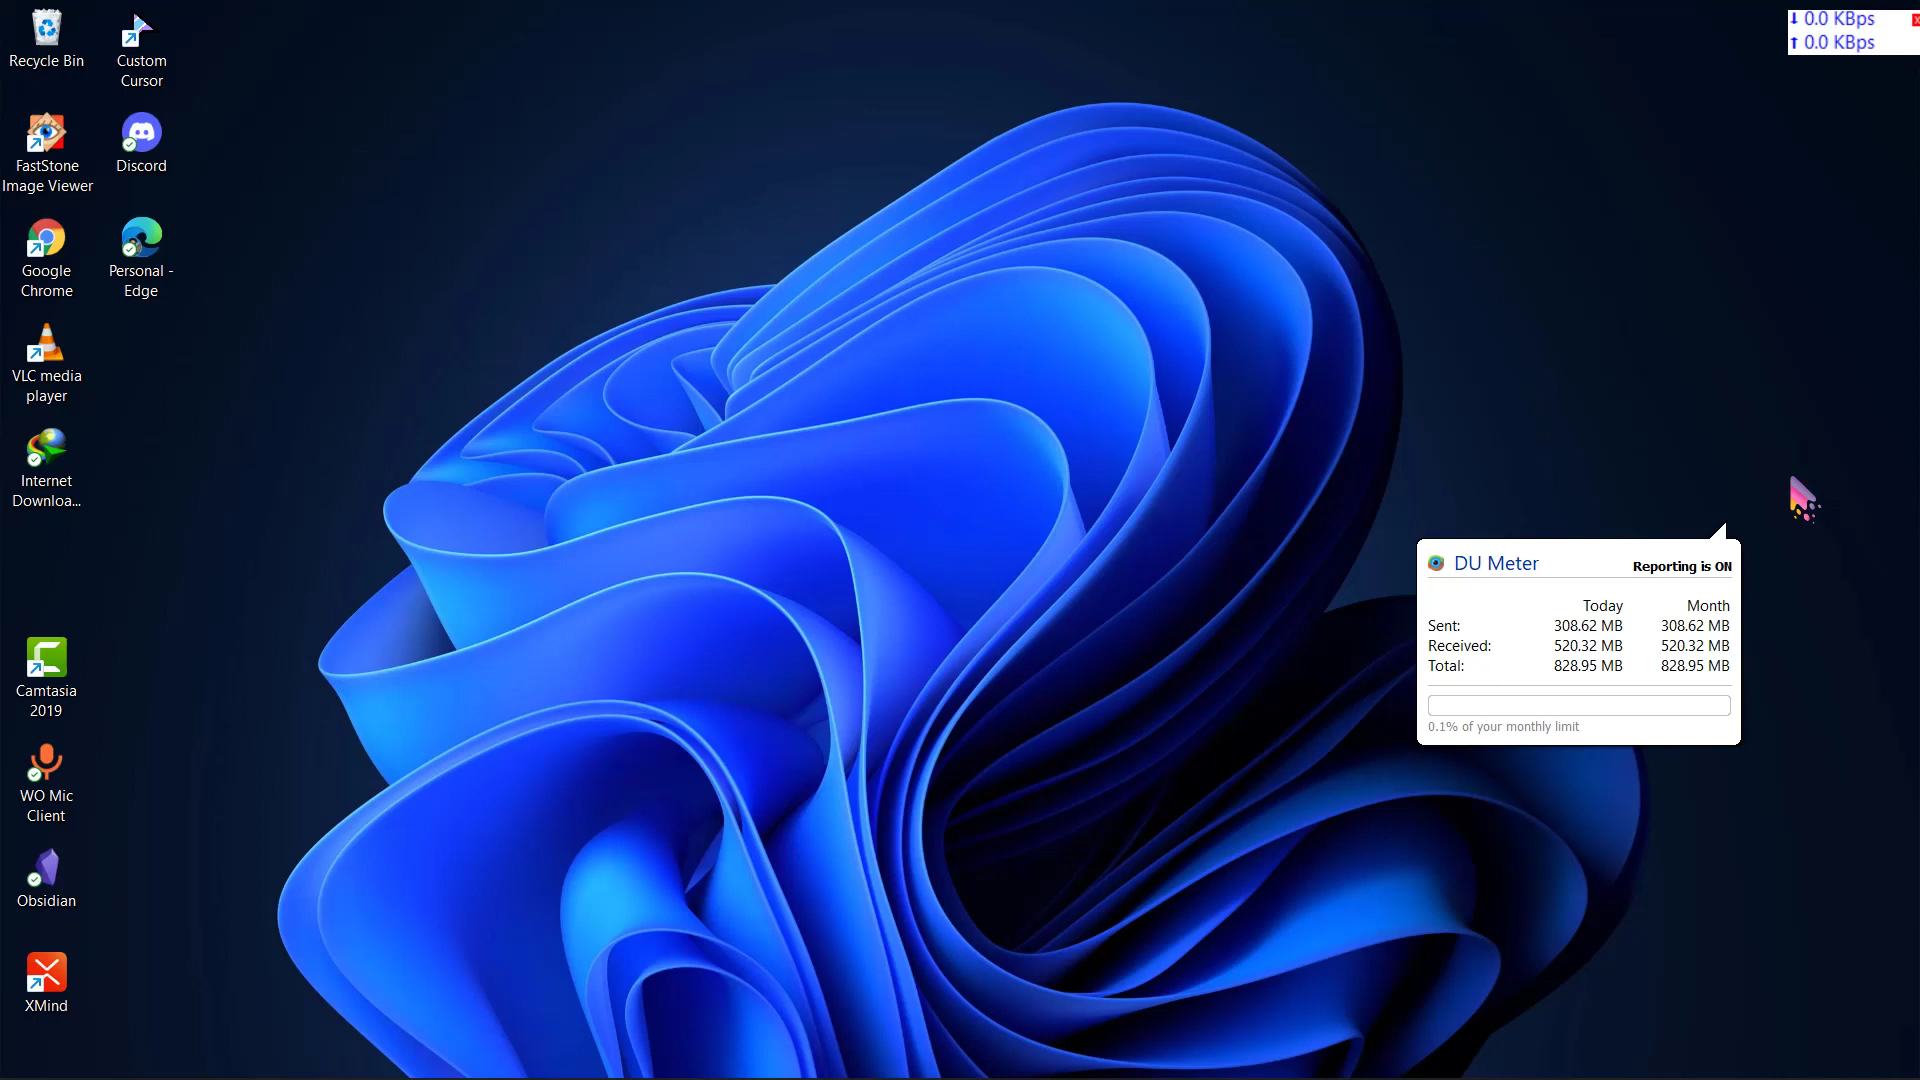 Recycle Bin
Custom
Cursor
FastStone
Image Viewer
Discord
Google
Chrome
Personal -
Edge
VLC media
player
Internet
Downloa...
Camtasia
2019
WO Mic
Client
Obsidian
XMind
0.0 KBps
0.0 KBps
DU Meter
Reporting is ON
Today Month
Sent: 308.62 MB 308.62 MB
Received: 520.32 MB 520.32 MB
Total: 828.95 MB 828.95 MB
0.1% of your monthly limit